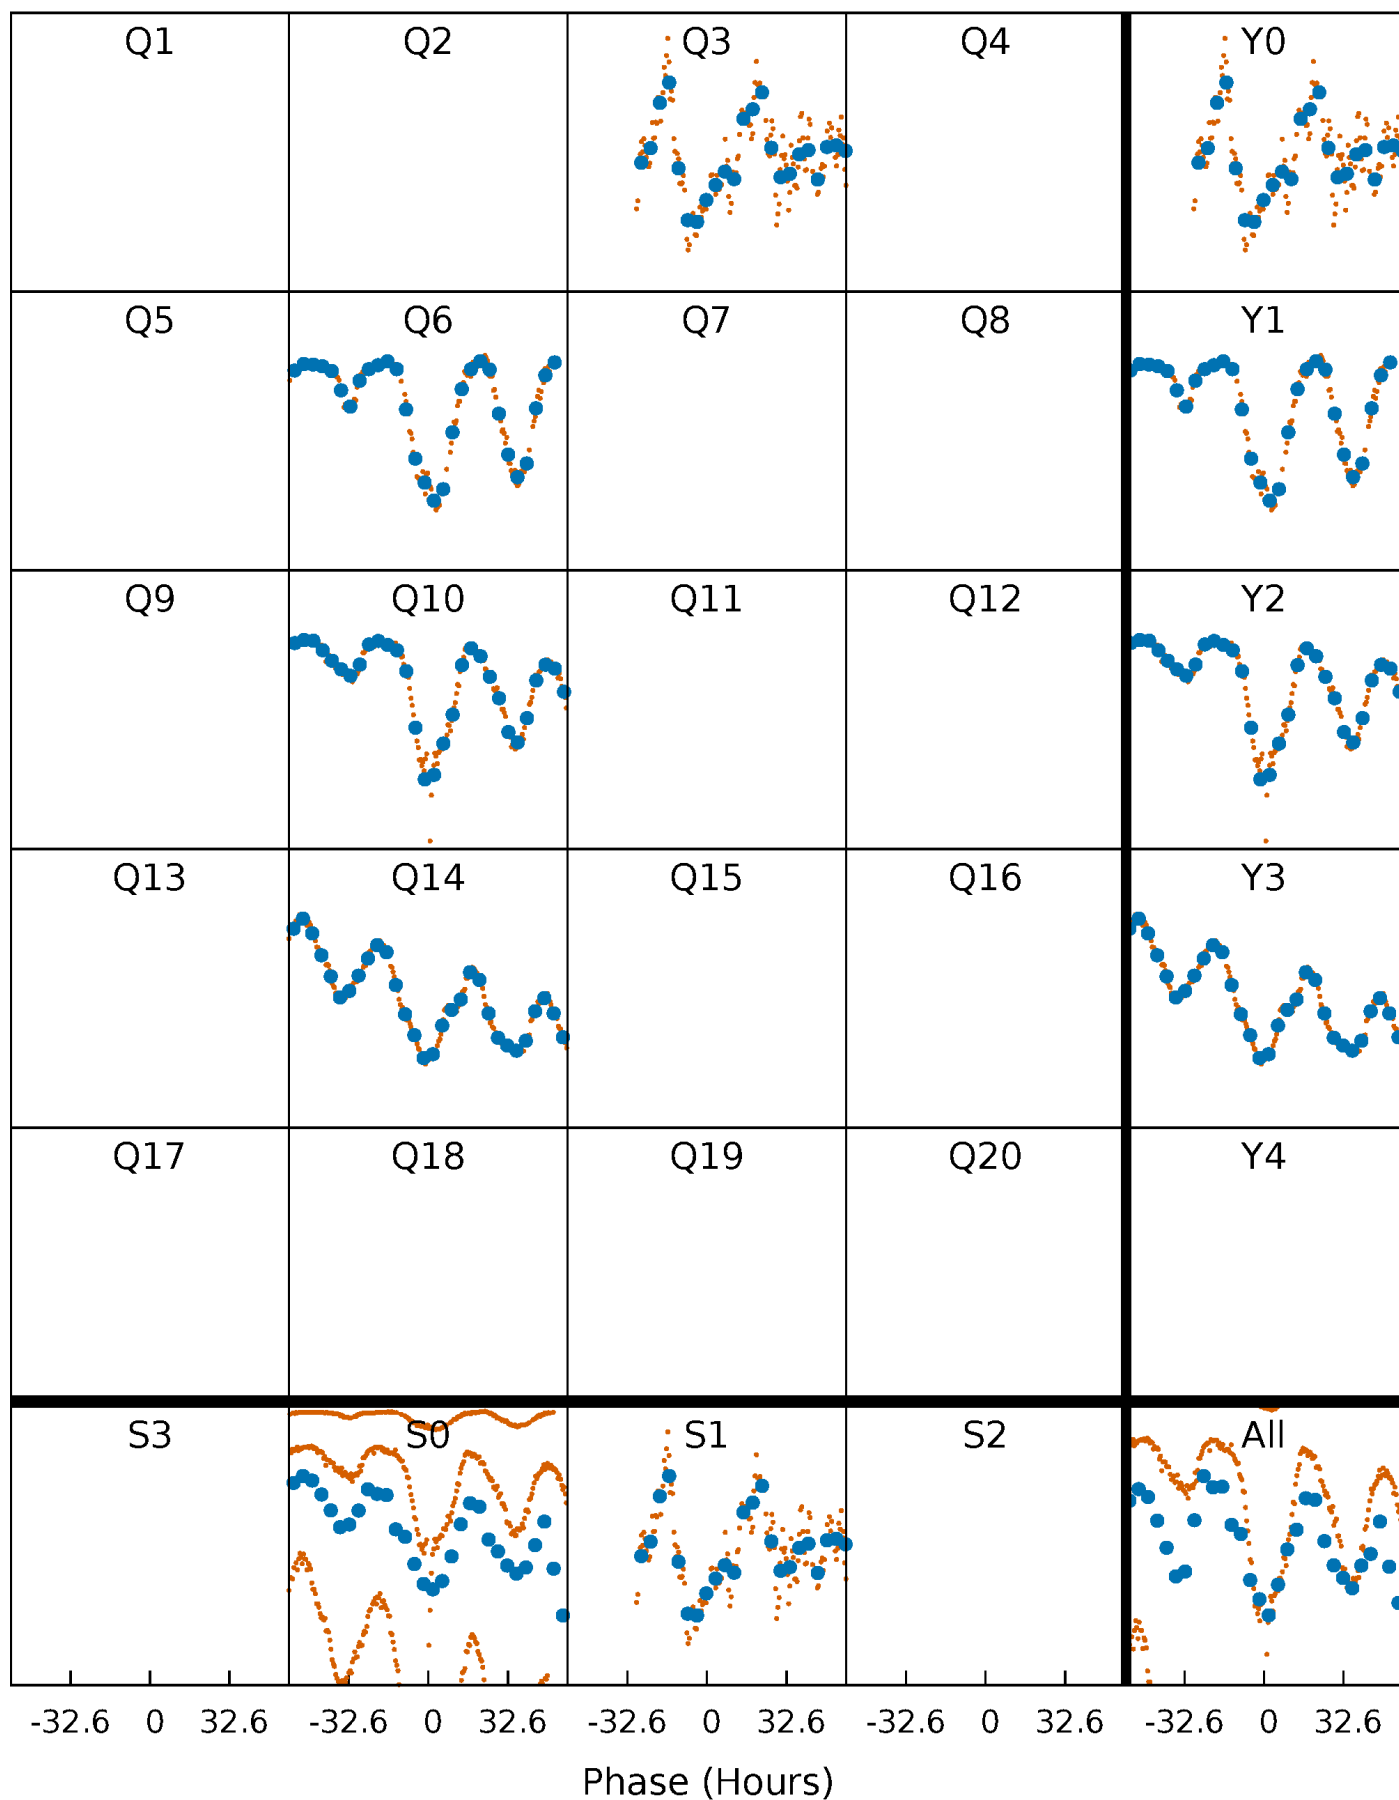 Q1 Q2 Q3 Q4 Y0
Q5 Q6 Q7 Q8 Y1
Q9 Q10 Q11 Q12 Y2
Q13 Q14 Q15 Q16 Y3
Q17 Q18 Q19 Q20 Y4
S3 S0 S1 S2 All
-32.6 0 32.6 -32.6 0 32.6 -32.6 0 32.6 -32.6 0 32.6 -32.6 0 32.6
Phase (Hours)